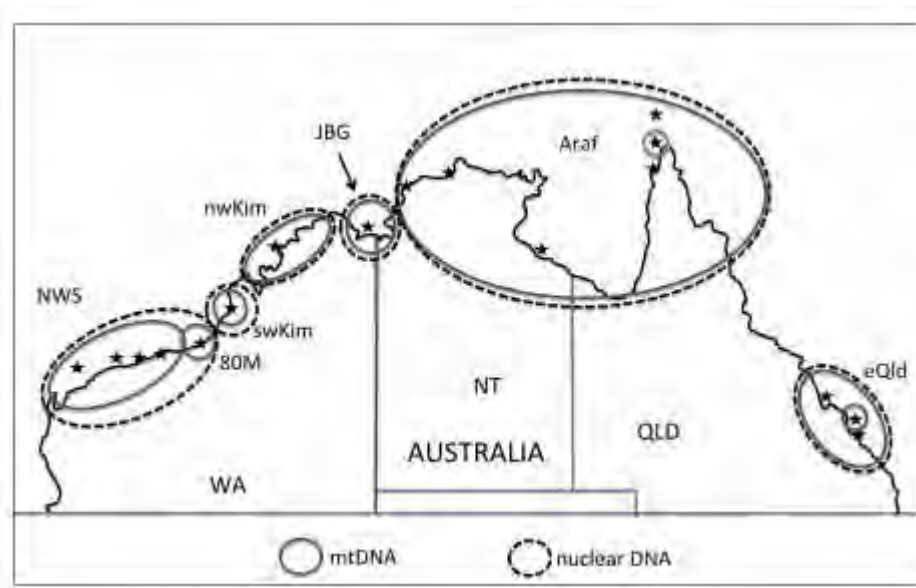 JBG
Araf
nwKim
NWS
swKim
80M
eQld
NT
QLD
AUSTRALIA
WA
mtDNA
nuclear DNA